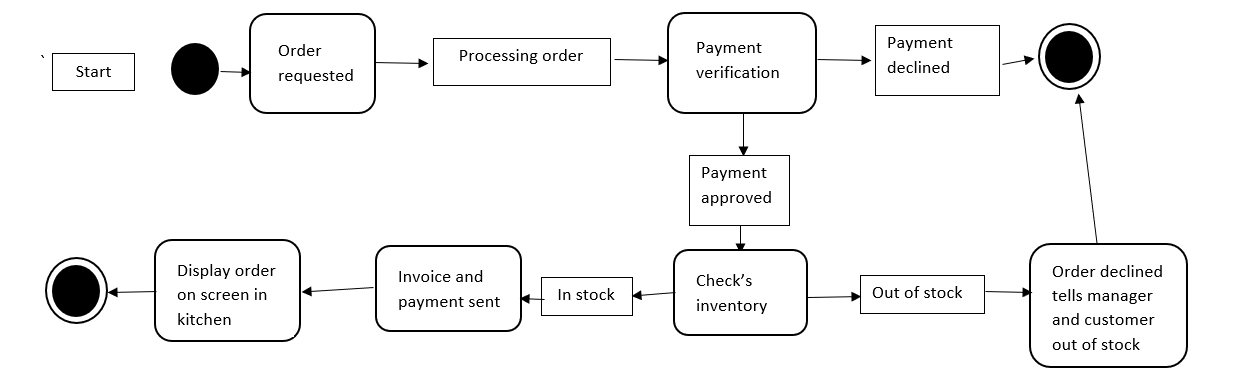 `
Start
Order
requested
Processing order
Payment
verification
Payment
declined
Payment
approved
Display order
on screen in
kitchen
Invoice and
payment sent
In stock
Check’s
inventory
Out of stock
Order declined
tells manager
and customer
out of stock